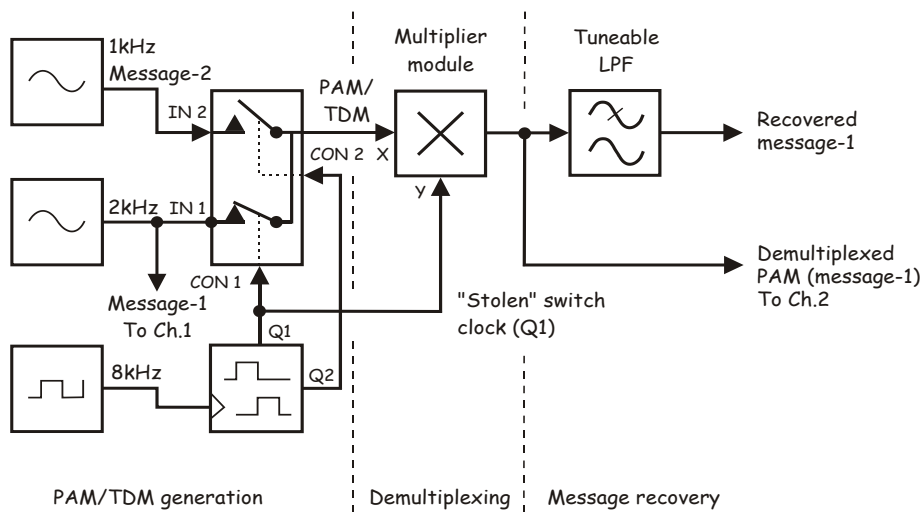 1kHz
Message-2
IN 2
2kHz
IN 1
Message-1
To Ch.1
CON 1
8kHz
Q1
Q2
CON 2
PAM/
TDM
X
Y
Multiplier
module
"Stolen" switch
clock (Q1)
Tuneable
LPF
Recovered
message-1
Demultiplexed
PAM (message-1)
To Ch.2
PAM/TDM generation
Demultiplexing
Message recovery